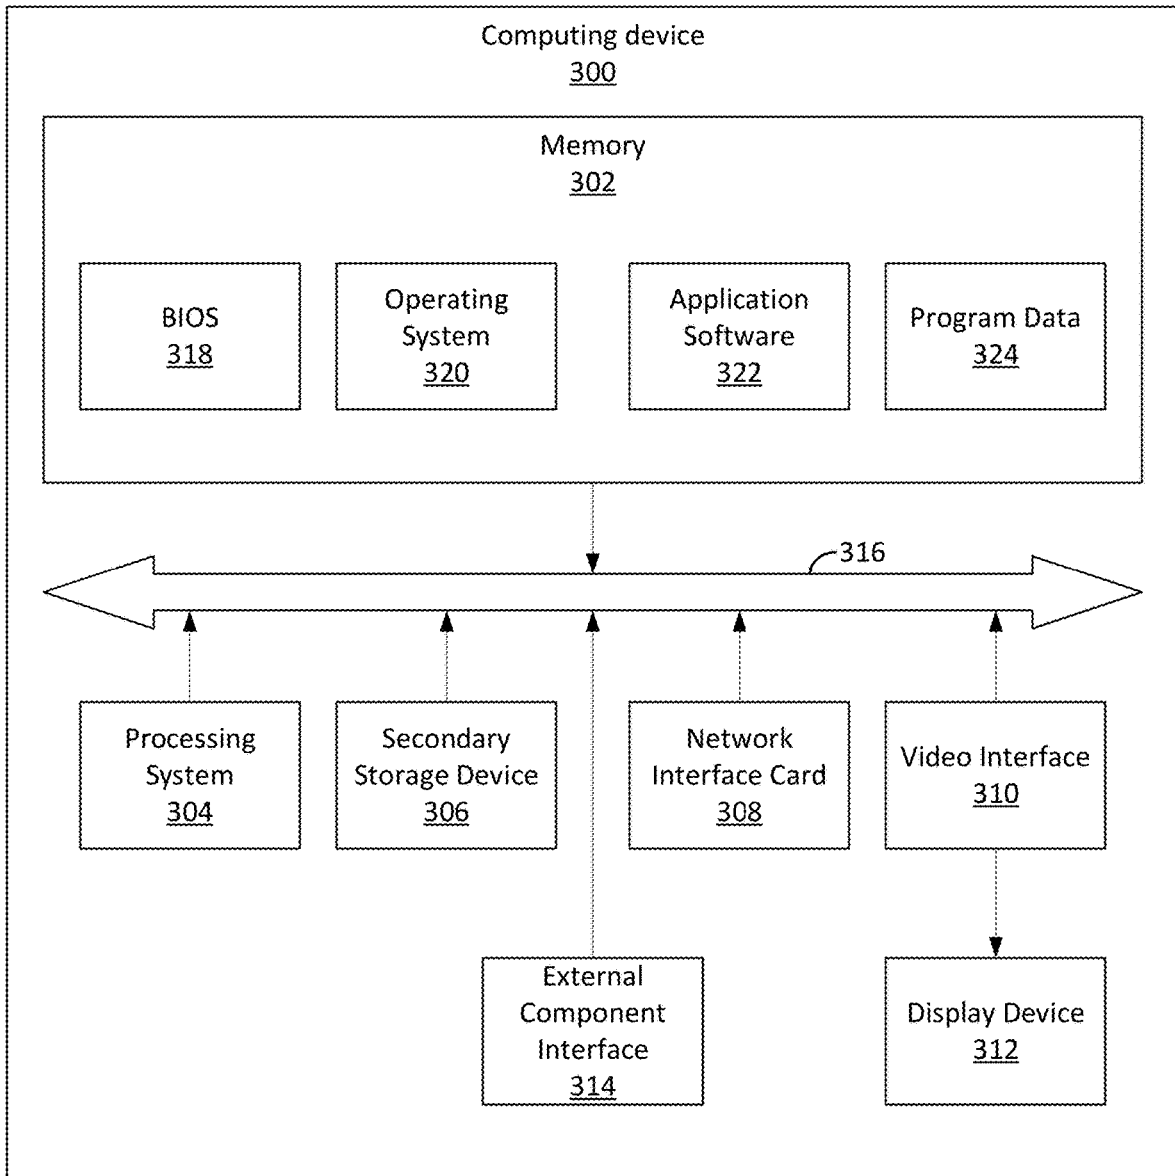 Computing device
300
Memory
302
BIOS
318
Operating
System
320
Application
Software
322
Program Data
324
316
Processing
System
304
Secondary
Storage Device
306
Network
Interface Card
308
Video Interface
310
External
Component
Interface
314
Display Device
312